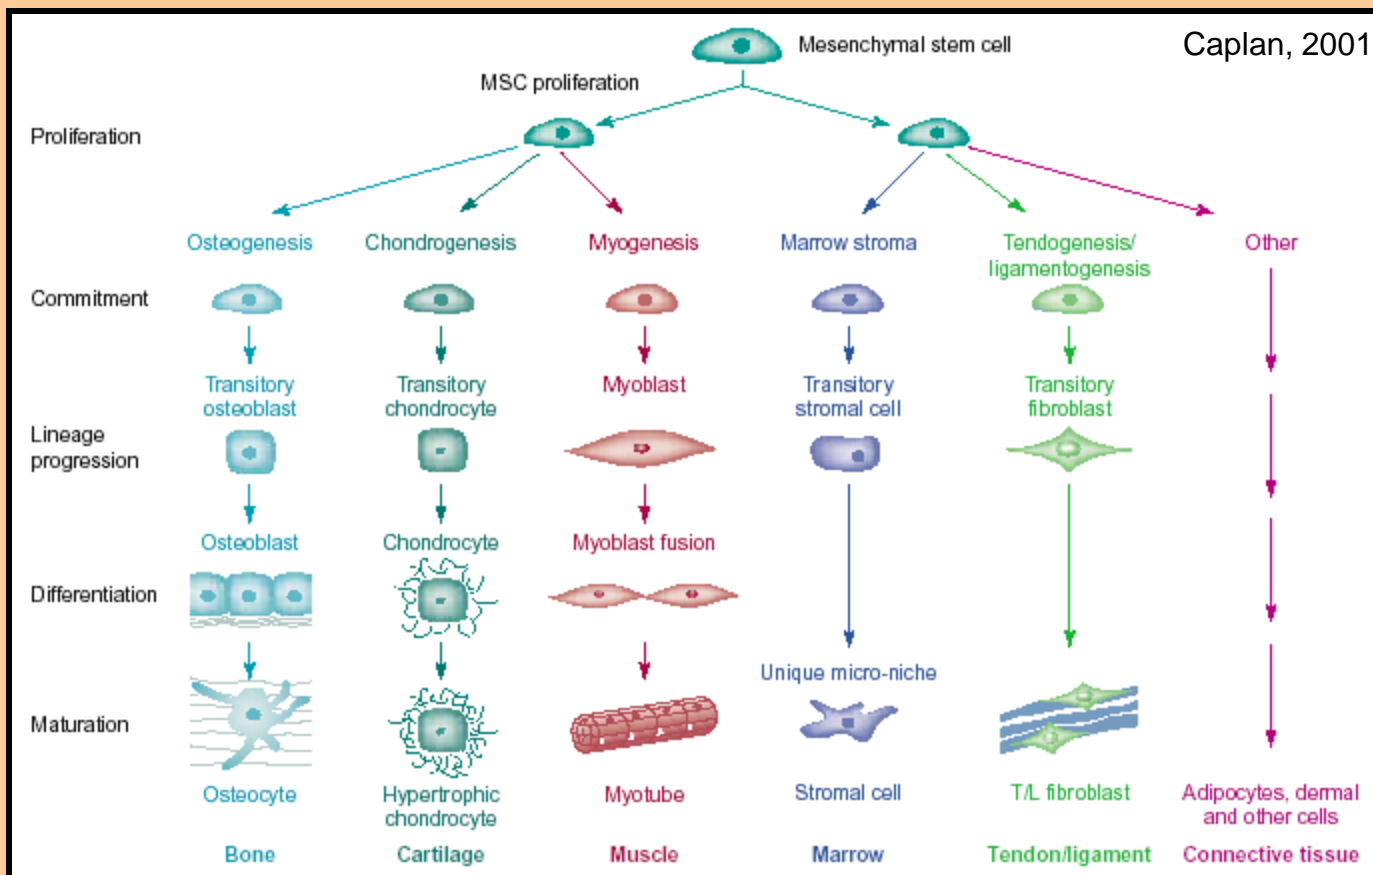 Mesenchymal stem cell
Caplan, 2001
MSC proliferation
Proliferation
Osteogenesis
Chondrogenesis
Myogenesis
Marrow stroma
Tendogenesis/
ligamentogenesis
Other
Commitment
Transitory
osteoblast
Transitory
chondrocyte
Myoblast
Transitory
stromal cell
Transitory
fibroblast
Lineage
progression
Osteoblast
Chondrocyte
Myoblast fusion
Differentiation
Unique micro-niche
Maturation
Osteocyte
Hypertrophic
chondrocyte
Myotube
Stromal cell
T/L fibroblast
Adipocytes, dermal
and other cells
Bone
Cartilage
Muscle
Marrow
Tendon/ligament
Connective tissue